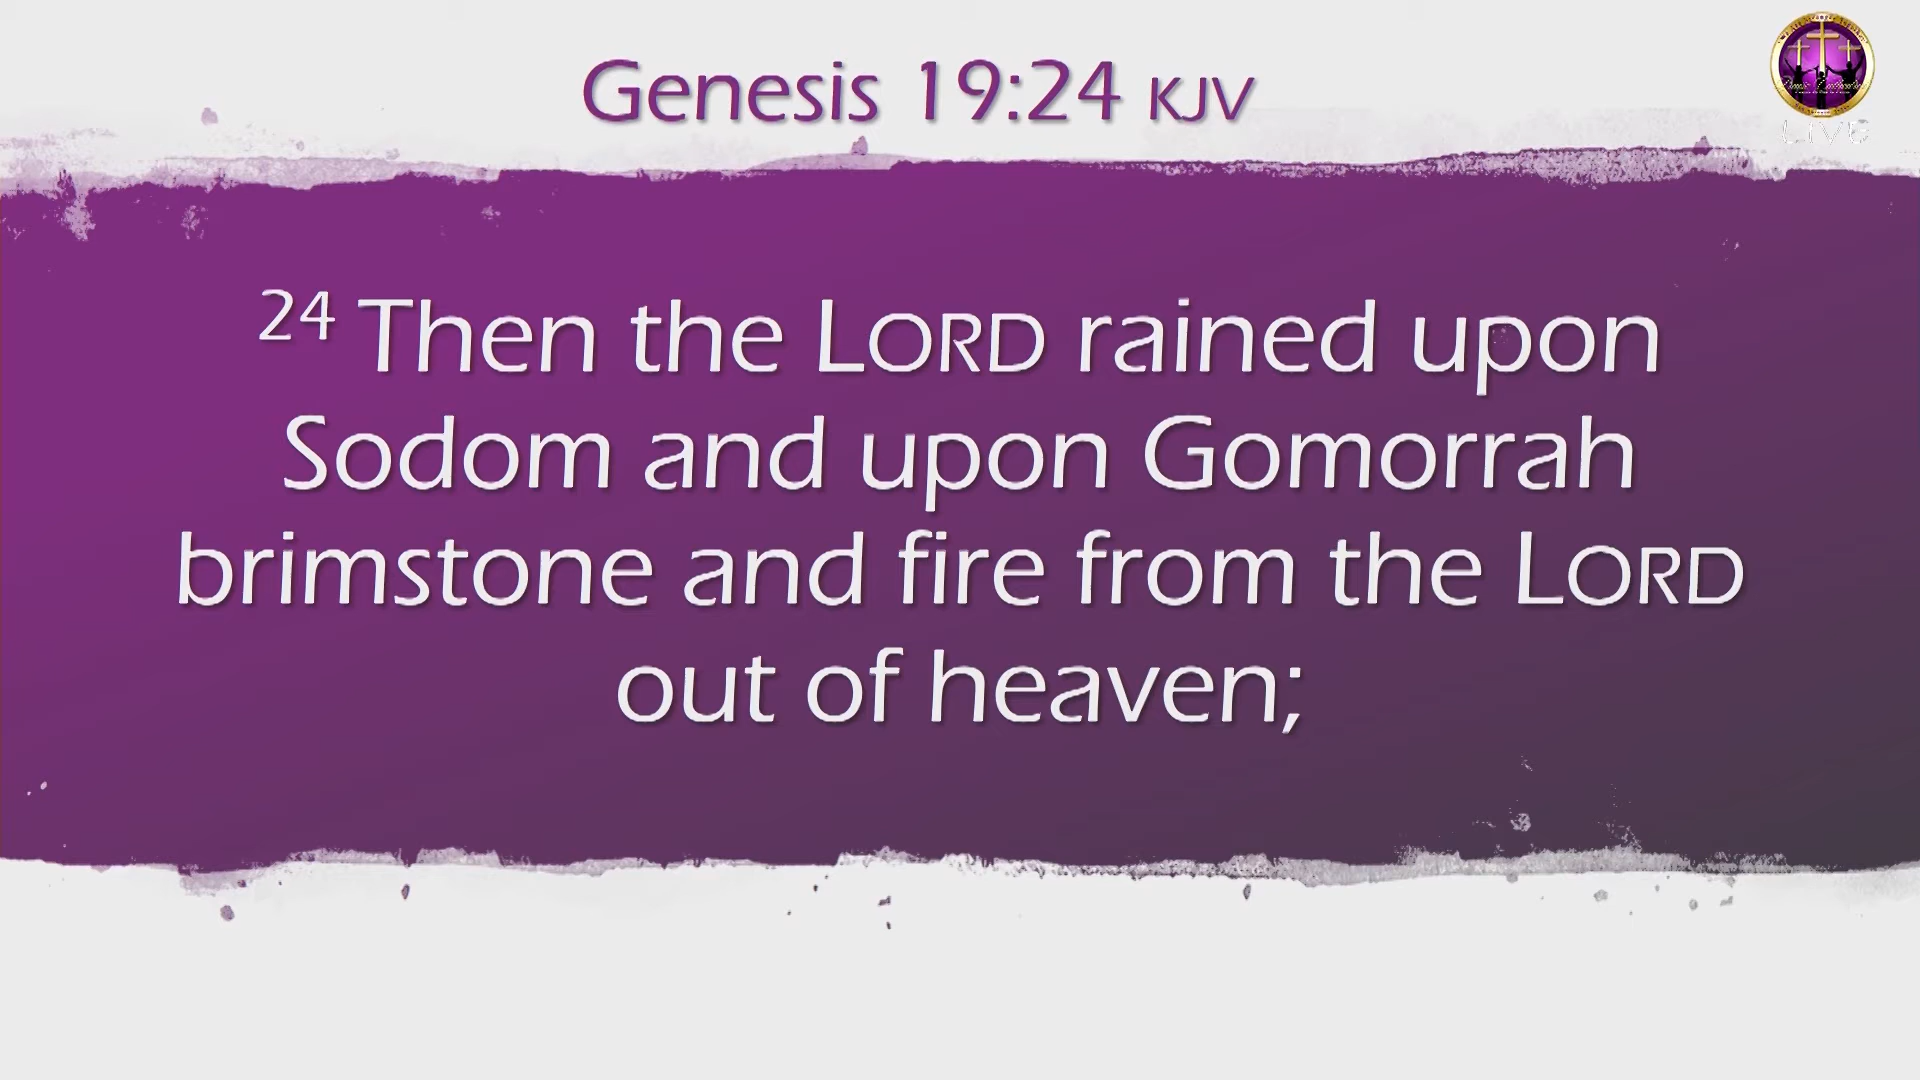 Genesis 19:24 KJV
LIVE
24 Then the LORD rained upon
Sodom and upon Gomorrah
brimstone and fire from the LORD
out of heaven;